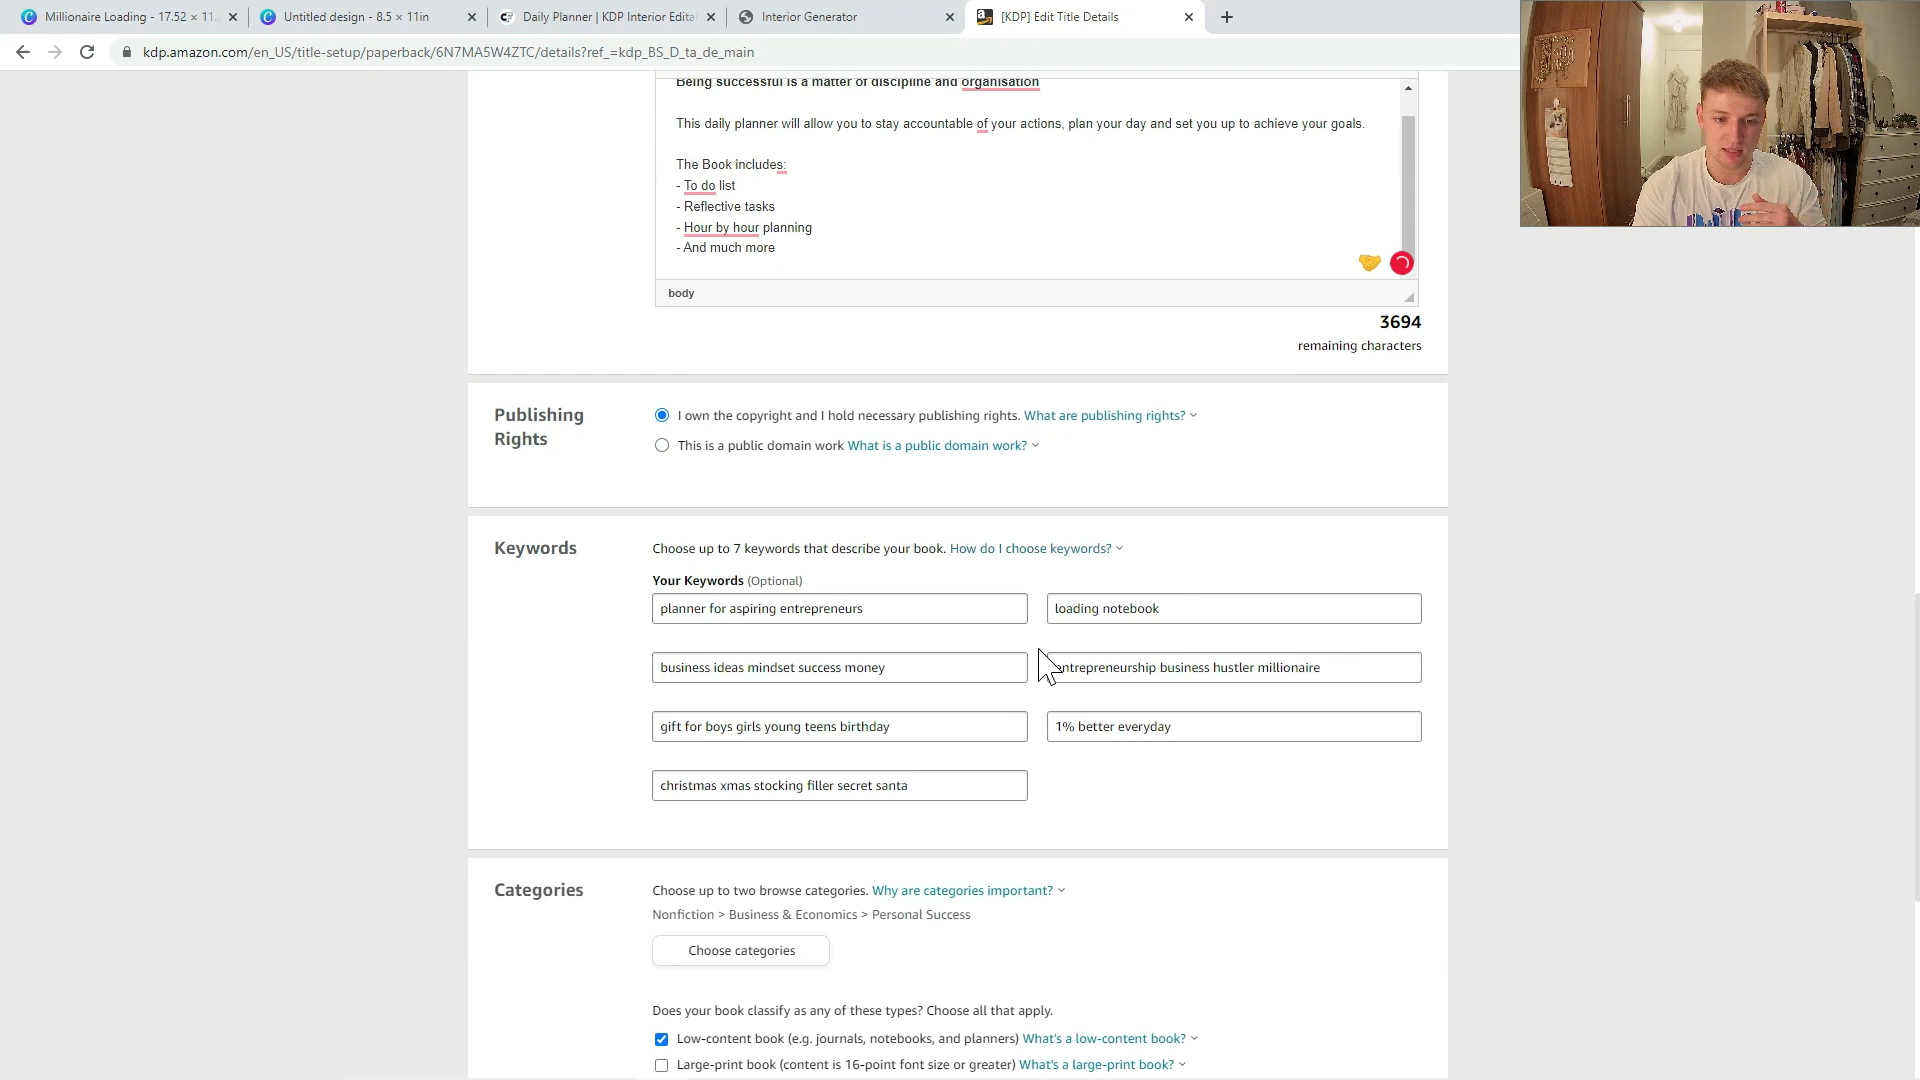 Millionaire Loading - 17.52 × 11.
Untitled design - 8.5 × 11in
Daily Planner | KDP Interior Edita
Interior Generator
[KDP] Edit Title Details
kdp.amazon.com/en_US/title-setup/paperback/6N7MA5W4ZTC/details?ref_=kdp_BS_D_ta_de_main
Being successful is a matter of discipline and organisation
This daily planner will allow you to stay accountable of your actions, plan your day and set you up to achieve your goals.
The Book includes:
- To do list
- Reflective tasks
- Hour by hour planning
- And much more
body
3694
remaining characters
Publishing Rights
I own the copyright and I hold necessary publishing rights. What are publishing rights?
This is a public domain work What is a public domain work?
Keywords
Choose up to 7 keywords that describe your book. How do I choose keywords?
Your Keywords (Optional)
planner for aspiring entrepreneurs
loading notebook
business ideas mindset success money
entrepreneurship business hustler millionaire
gift for boys girls young teens birthday
1% better everyday
christmas xmas stocking filler secret santa
Categories
Choose up to two browse categories. Why are categories important?
Nonfiction > Business & Economics > Personal Success
Choose categories
Does your book classify as any of these types? Choose all that apply.
Low-content book (e.g. journals, notebooks, and planners) What's a low-content book?
Large-print book (content is 16-point font size or greater) What's a large-print book?